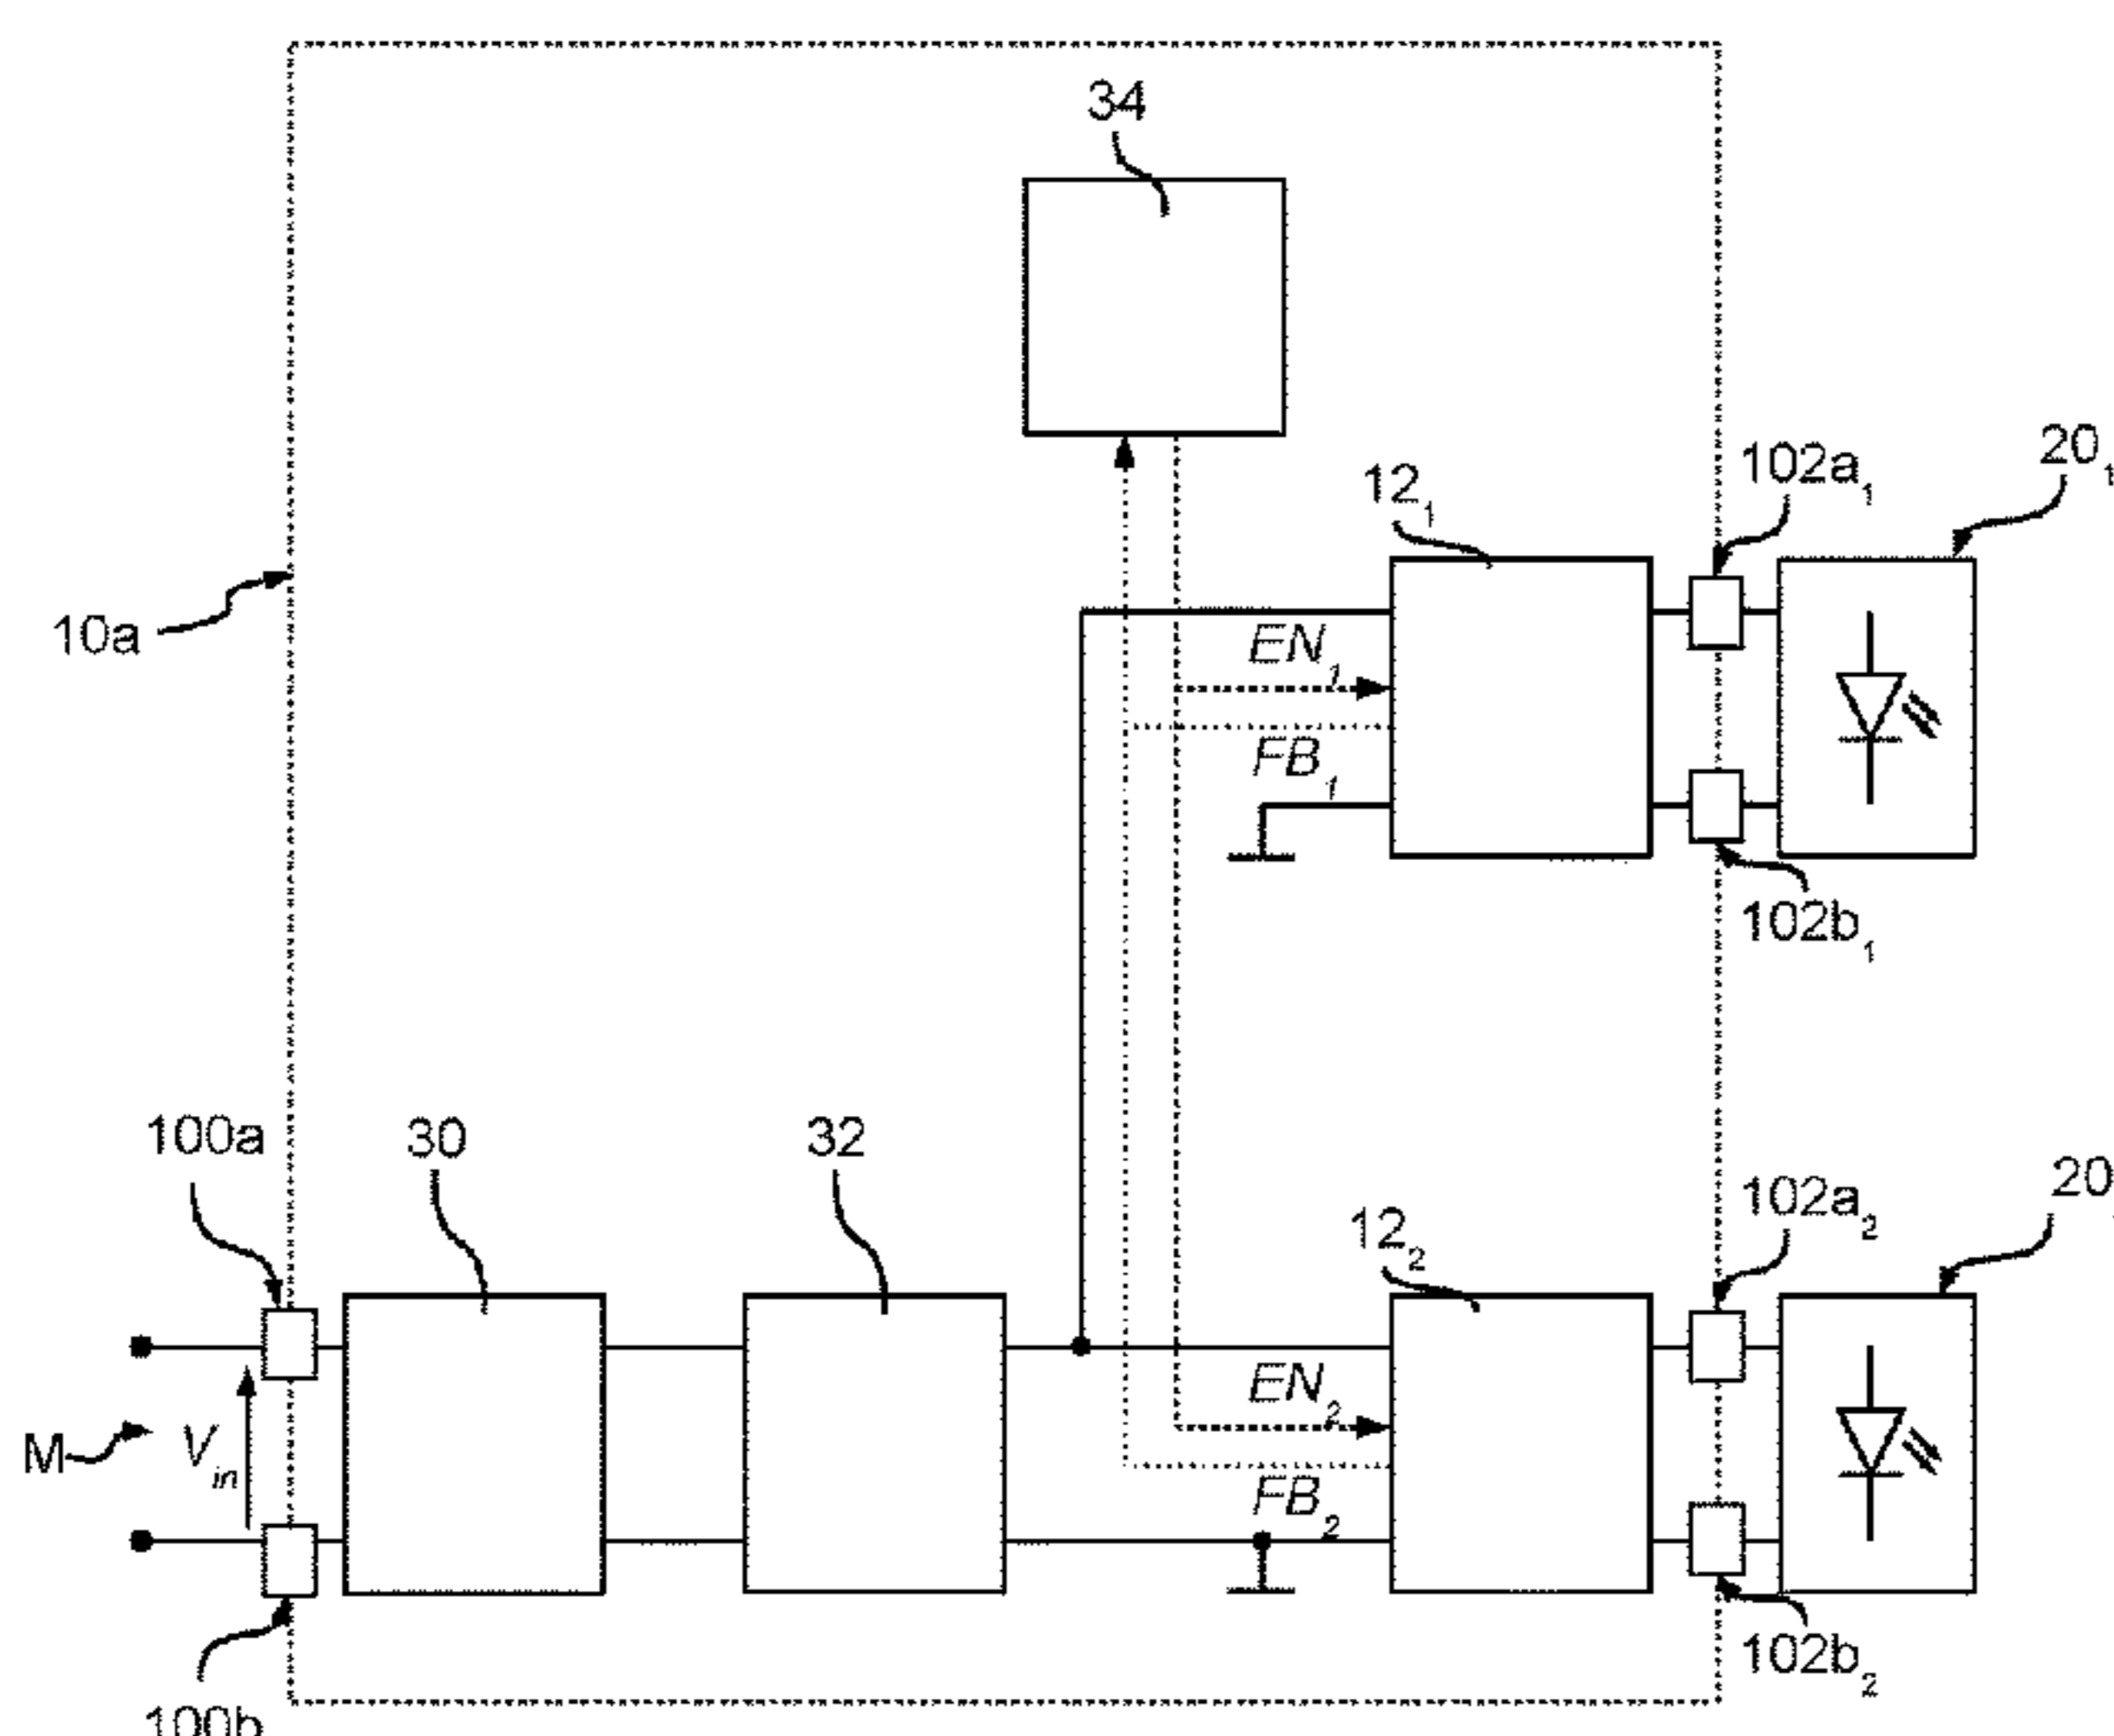 34
20₁
102a₁
12₁
10a
EN₁
FB₁
102b₁
100a
30
32
102a₂
20
12₂
EN₂
M
V_in
FB₂
102b₂
100b